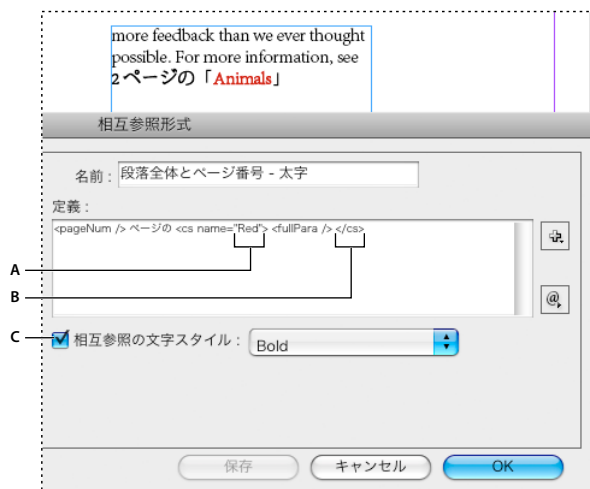 more feedback than we ever thought
possible. For more information, see
2 ページの「Animals」
相互参照形式
名前 : 段落全体とページ番号 - 太字
定義 :
<pageNum /> ページの <cs name="Red"> <fullPara /> </cs>
A
B
C
相互参照の文字スタイル : Bold
保存 キャンセル OK